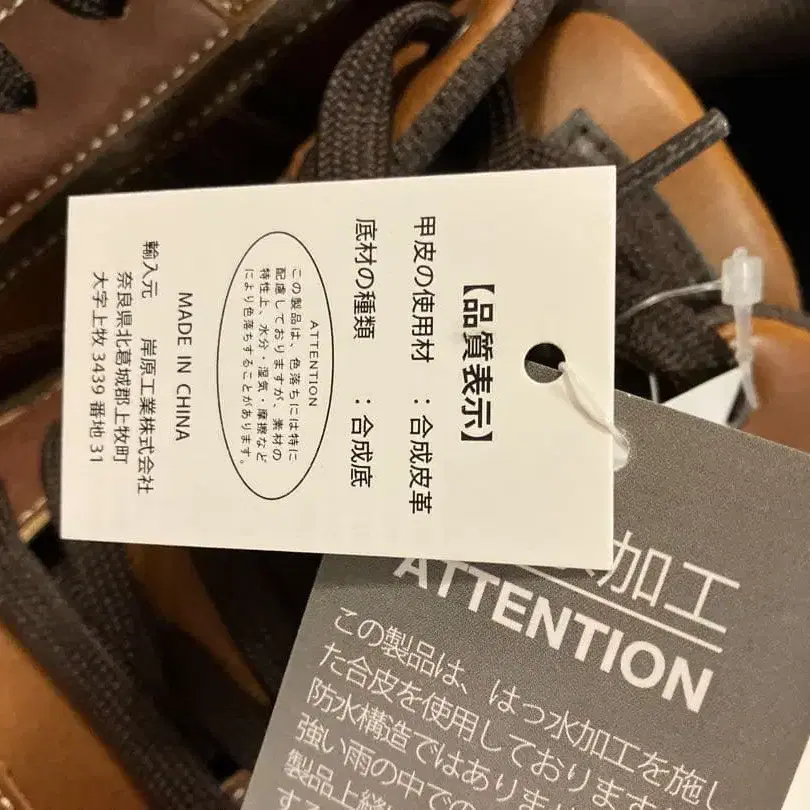 【品質表示】
甲皮の使用材 ：合成皮革
底材の種類 ：合成底
ATTENTION
この製品は、色落ちには特に
配慮しておりますが、素材の
特性上、水分・湿気・摩擦など
により色落ちすることがあります。
MADE IN CHINA
輸入元 岸原工業株式会社
奈良県北葛城郡上牧町
大字上牧 3439 番地 31
加工
ATTENTION
この製品は、はっ水加工を施し
た合皮を使用しております
防水構造ではありませ
強い雨の中での
製品上縫
する